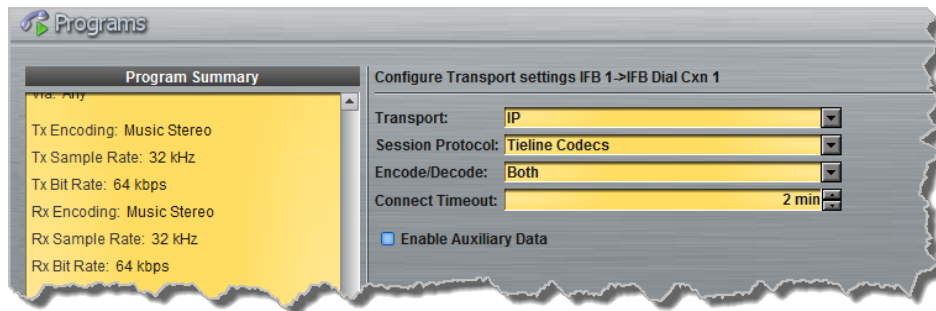 Programs
Program Summary
Via: Any
Tx Encoding: Music Stereo
Tx Sample Rate: 32 kHz
Tx Bit Rate: 64 kbps
Rx Encoding: Music Stereo
Rx Sample Rate: 32 kHz
Rx Bit Rate: 64 kbps
Configure Transport settings IFB 1->IFB Dial Cxn 1
Transport: IP
Session Protocol: Tieline Codecs
Encode/Decode: Both
Connect Timeout: 2 min
Enable Auxiliary Data